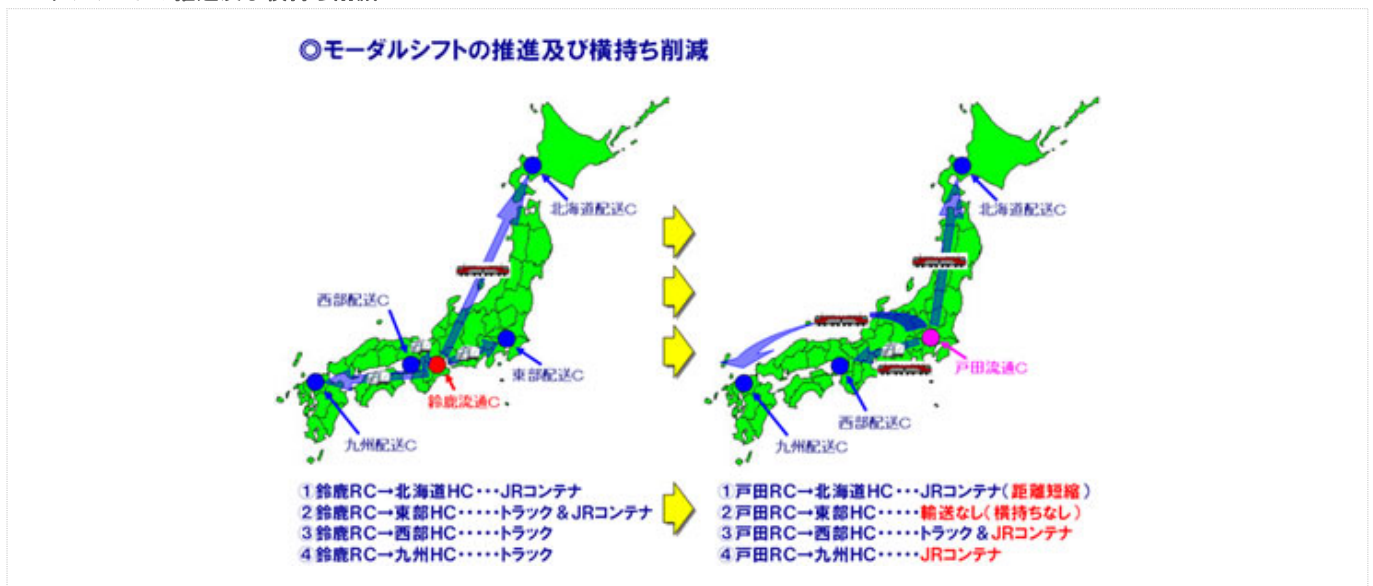 ◎モーダルシフトの推進及び横持ち削減
北海道配送C
西部配送C
東部配送C
鈴鹿流通C
九州配送C
①鈴鹿RC→北海道HC・・・JRコンテナ
②鈴鹿RC→東部HC・・・・・トラック&JRコンテナ
③鈴鹿RC→西部HC・・・・・トラック
④鈴鹿RC→九州HC・・・・・トラック
北海道配送C
戸田流通C
西部配送C
九州配送C
①戸田RC→北海道HC・・・JRコンテナ(距離短縮)
②戸田RC→東部HC・・・・・輸送なし(横持ちなし)
③戸田RC→西部HC・・・・・トラック&JRコンテナ
④戸田RC→九州HC・・・・・JRコンテナ